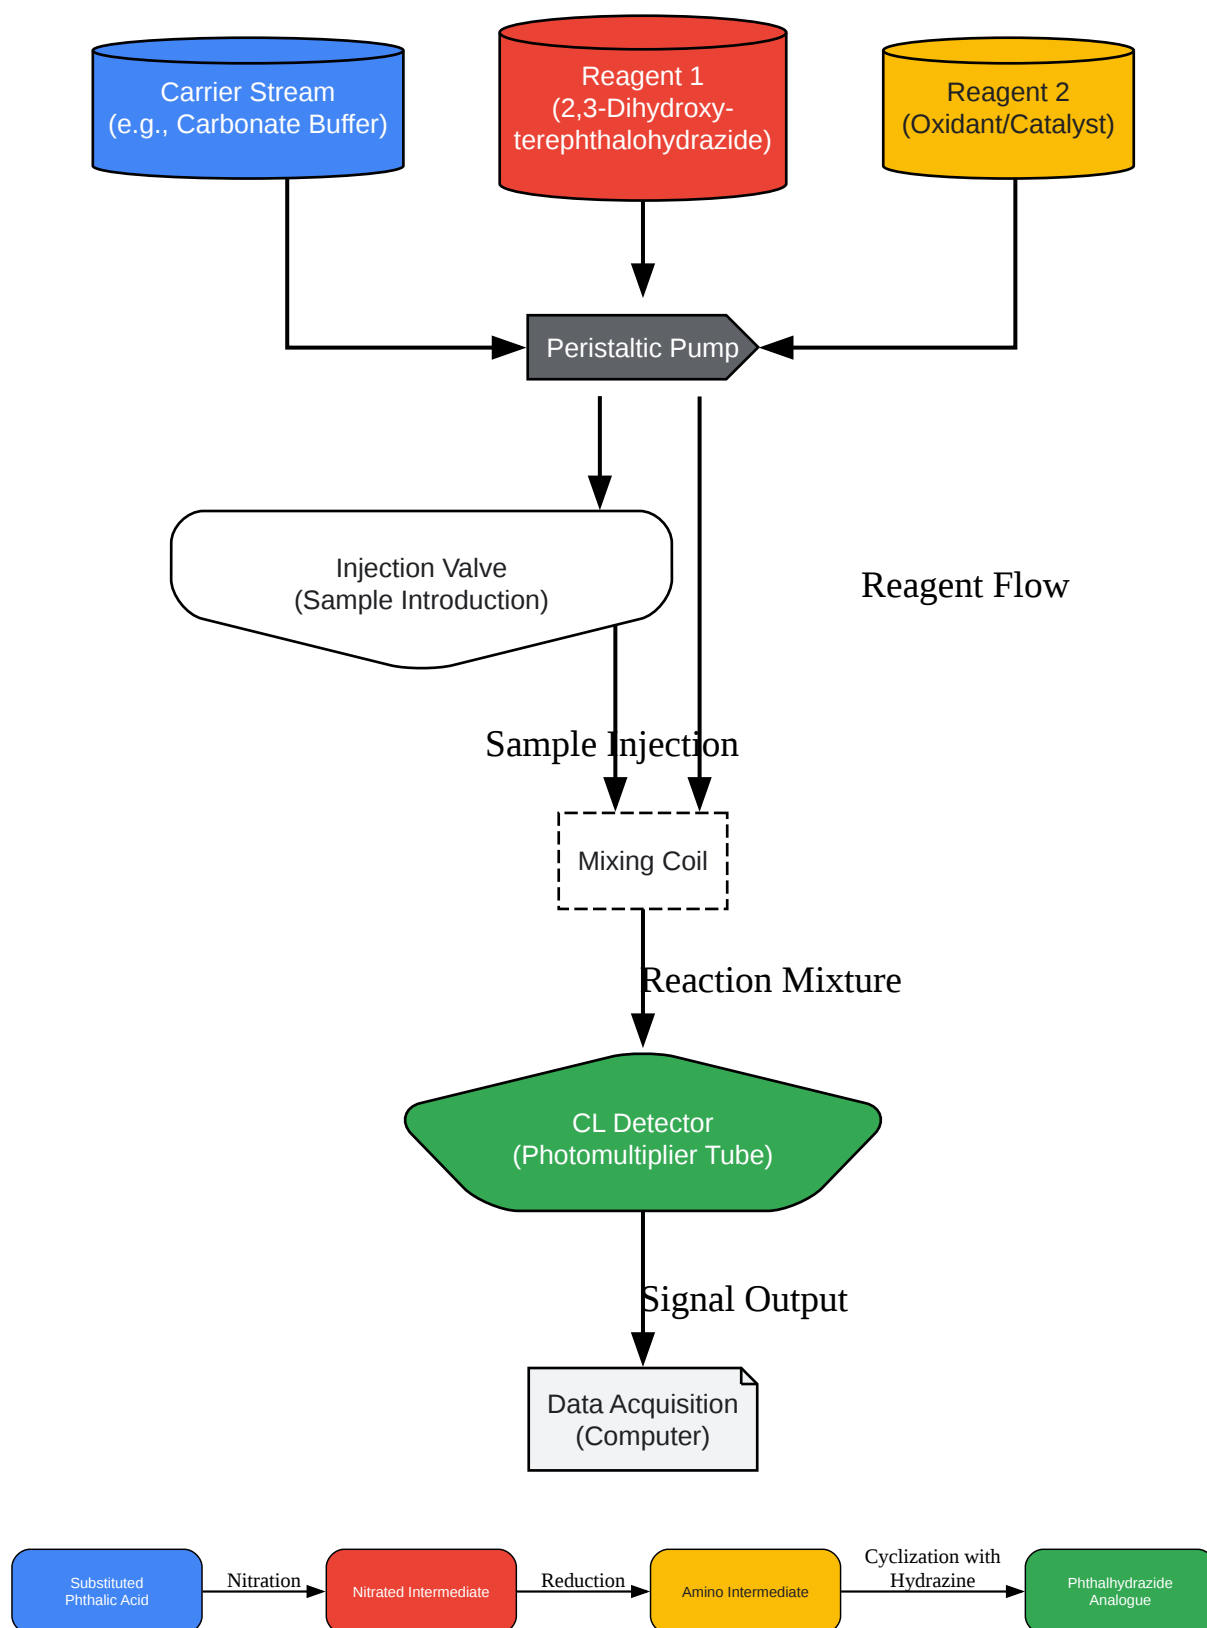 Carrier Stream
(e.g., Carbonate Buffer)
Reagent 1
(2,3-Dihydroxy-
terephthalohydrazide)
Reagent 2
(Oxidant/Catalyst)
Peristaltic Pump
Injection Valve
(Sample Introduction)
Reagent Flow
Sample Injection
Mixing Coil
Reaction Mixture
CL Detector
(Photomultiplier Tube)
Signal Output
Data Acquisition
(Computer)
Substituted
Phthalic Acid
Nitration
Nitrated Intermediate
Reduction
Amino Intermediate
Cyclization with
Hydrazine
Phthalhydrazide
Analogue